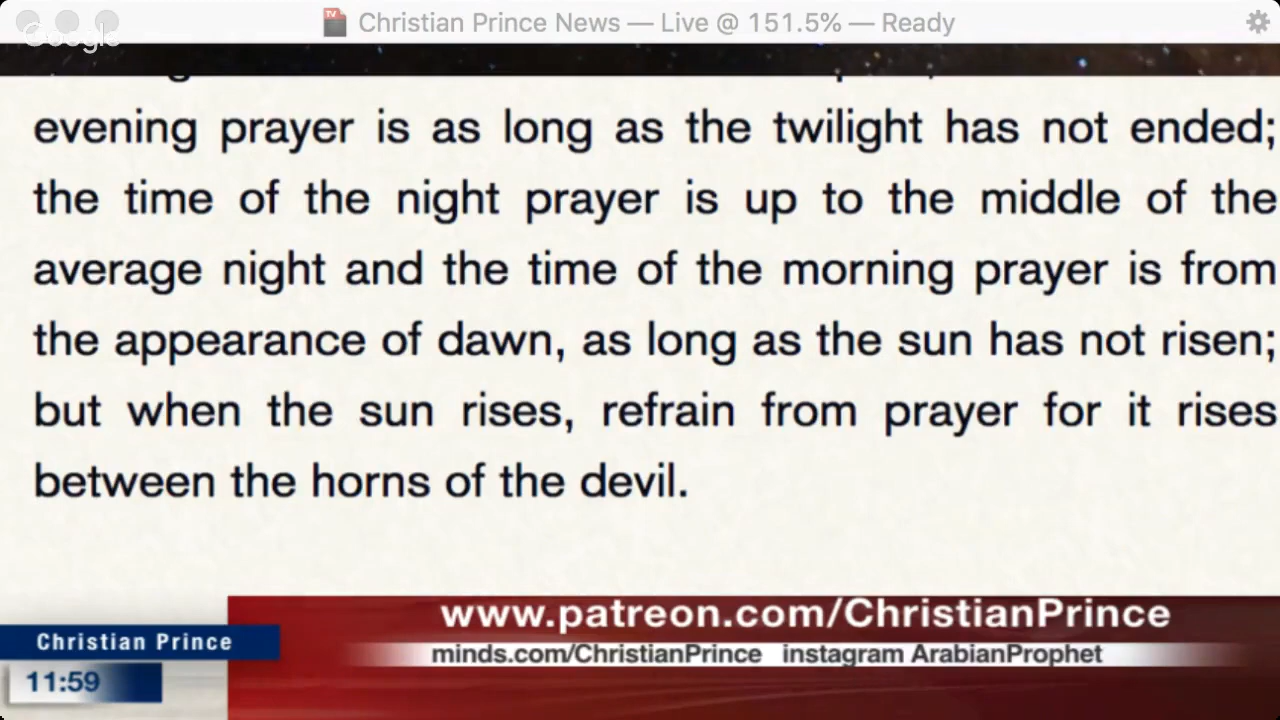 Christian Prince News — Live @ 151.5% — Ready
Google
evening prayer is as long as the twilight has not ended;
the time of the night prayer is up to the middle of the
average night and the time of the morning prayer is from
the appearance of dawn, as long as the sun has not risen;
but when the sun rises, refrain from prayer for it rises
between the horns of the devil.
www.patreon.com/ChristianPrince
Christian Prince
minds.com/ChristianPrince instagram ArabianProphet
11:59